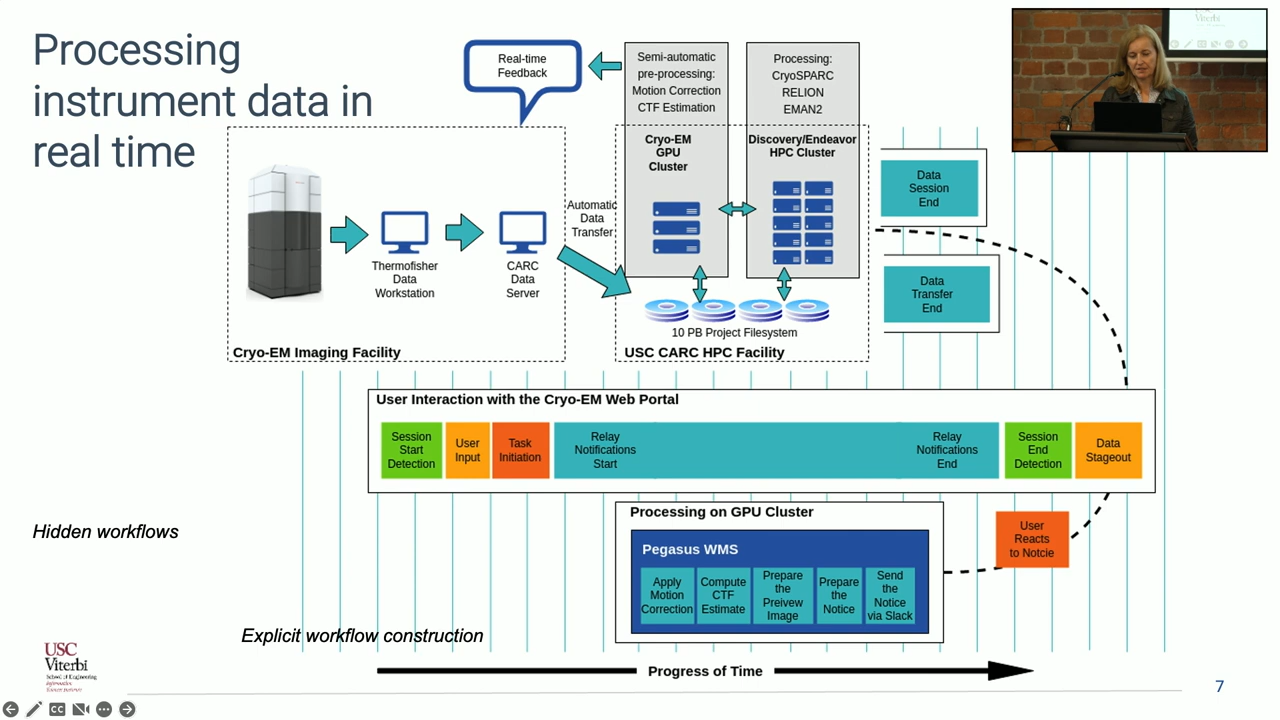 Processing
instrument data in
real time
Real-time
Feedback
Semi-automatic
pre-processing:
Motion Correction
CTF Estimation
Processing:
CryoSPARC
RELION
EMAN2
Cryo-EM
GPU
Cluster
Discovery/Endeavor
HPC Cluster
Automatic
Data
Transfer
Thermofisher
Data
Workstation
CARC
Data
Server
10 PB Project Filesystem
Cryo-EM Imaging Facility
USC CARC HPC Facility
Data
Session
End
Data
Transfer
End
User Interaction with the Cryo-EM Web Portal
Session
Start
Detection
User
Input
Task
Initiation
Relay
Notifications
Start
Relay
Notifications
End
Session
End
Detection
Data
Stageout
Processing on GPU Cluster
Pegasus WMS
Apply
Motion
Correction
Compute
CTF
Estimate
Prepare
the
Preivew
Image
Prepare
the
Notice
Send
the
Notice
via Slack
User
Reacts
to Notcie
Hidden workflows
Explicit workflow construction
Progress of Time
USC
Viterbi
School of Engineering
Information
Sciences Institute
7
CC